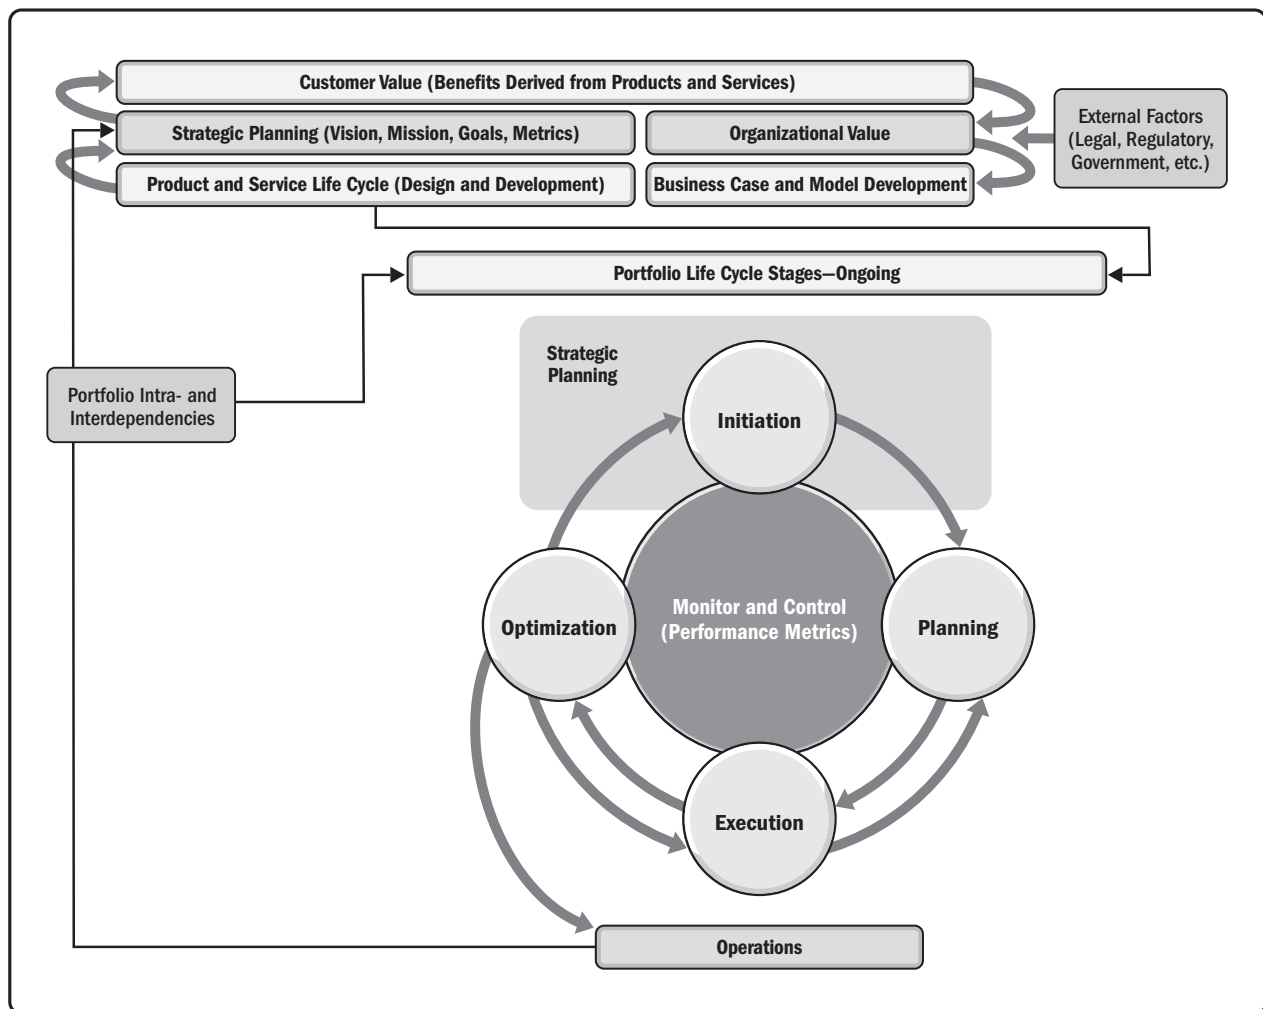 Customer Value (Benefits Derived from Products and Services)
Strategic Planning (Vision, Mission, Goals, Metrics)
Organizational Value
External Factors
(Legal, Regulatory,
Government, etc.)
Product and Service Life Cycle (Design and Development)
Business Case and Model Development
Portfolio Life Cycle Stages—Ongoing
Strategic
Planning
Portfolio Intra- and
Interdependencies
Initiation
Optimization
Monitor and Control
(Performance Metrics)
Planning
Execution
Operations